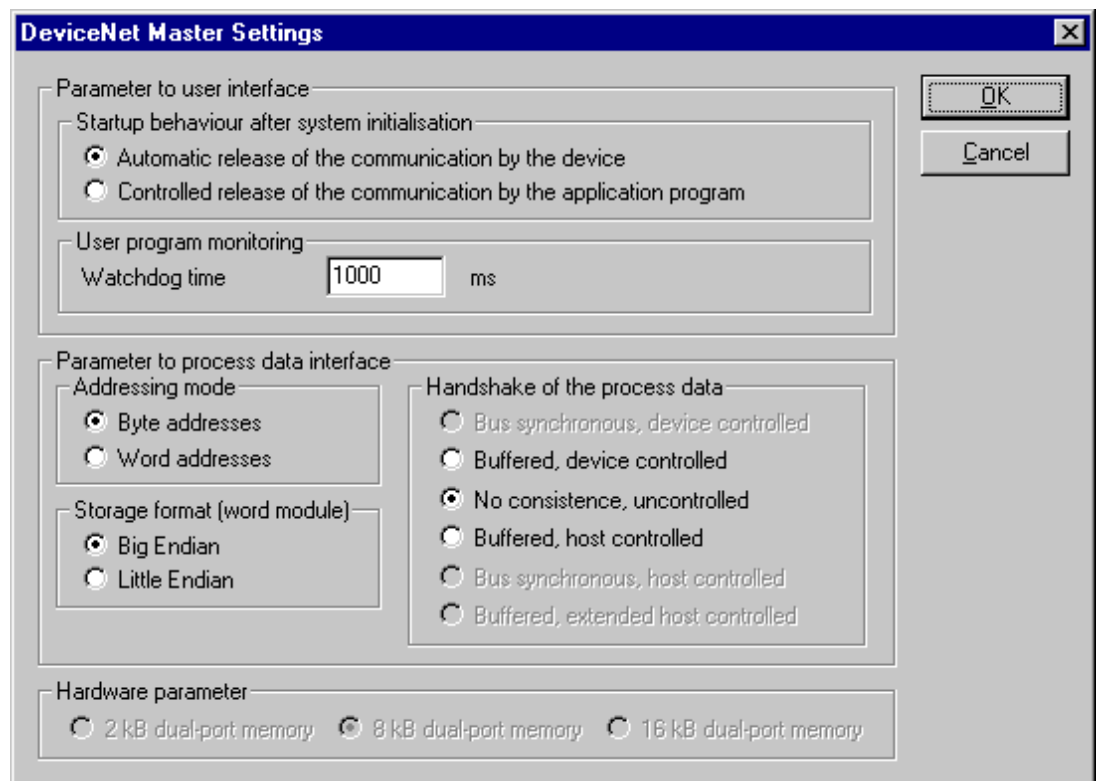 DeviceNet Master Settings
Parameter to user interface
Startup behaviour after system initialisation
Automatic release of the communication by the device
Controlled release of the communication by the application program
User program monitoring
Watchdog time 1000 ms
OK
Cancel
Parameter to process data interface
Addressing mode
Byte addresses
Word addresses
Storage format (word module)
Big Endian
Little Endian
Handshake of the process data
Bus synchronous, device controlled
Buffered, device controlled
No consistence, uncontrolled
Buffered, host controlled
Bus synchronous, host controlled
Buffered, extended host controlled
Hardware parameter
2 kB dual-port memory 8 kB dual-port memory 16 kB dual-port memory